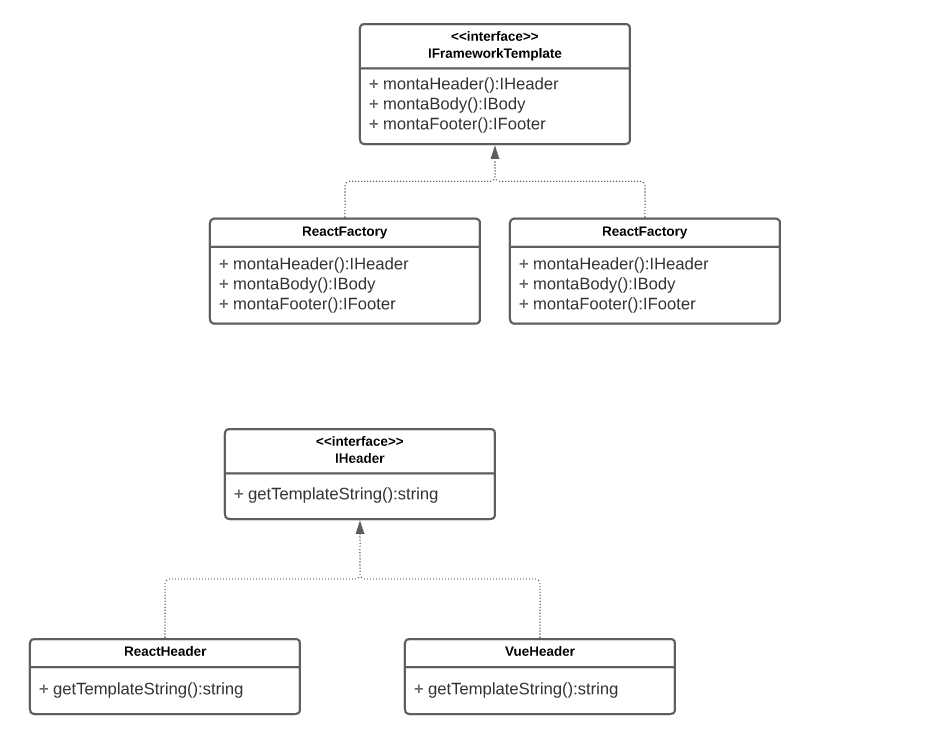 <<interface>>
IFrameworkTemplate
+ montaHeader():IHeader
+ montaBody():IBody
+ montaFooter():IFooter
ReactFactory
+ montaHeader():IHeader
+ montaBody():IBody
+ montaFooter():IFooter
ReactFactory
+ montaHeader():IHeader
+ montaBody():IBody
+ montaFooter():IFooter
<<interface>>
IHeader
+ getTemplateString():string
ReactHeader
+ getTemplateString():string
VueHeader
+ getTemplateString():string